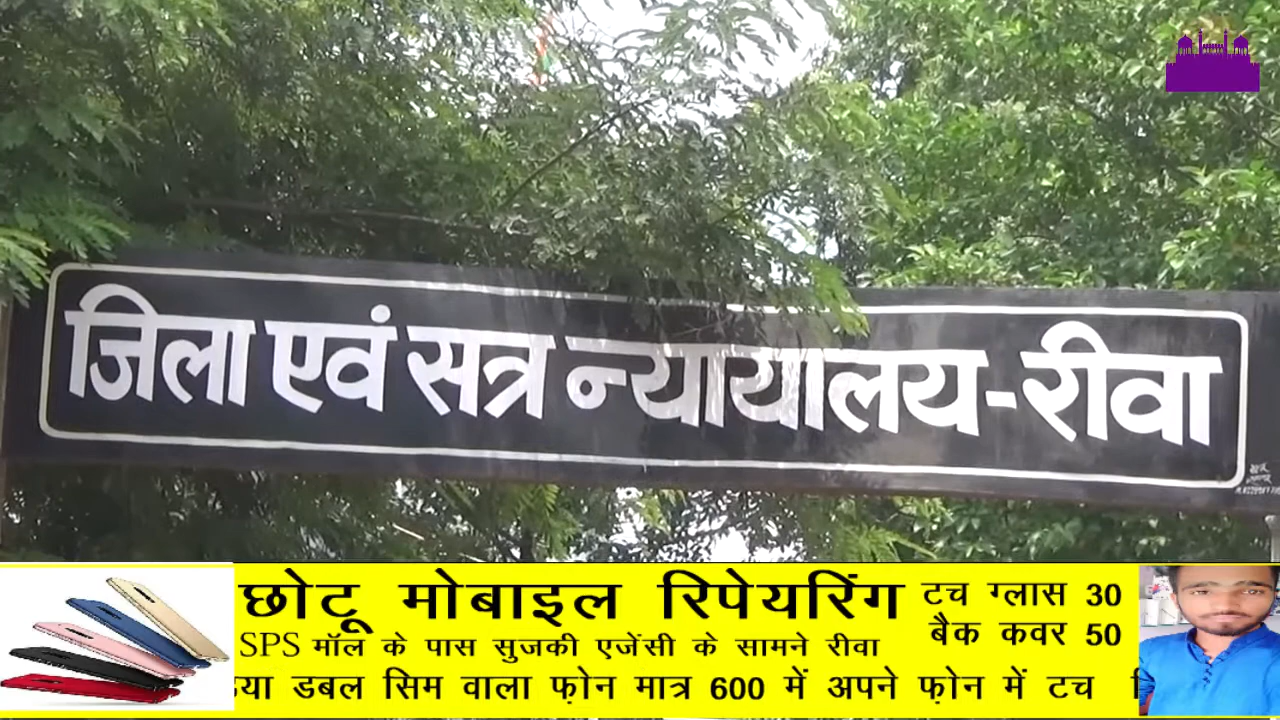 जिला एवं सत्र न्यायालय-रीवा
छोटू मोबाइल रिपेयरिंग
टच ग्लास 30
बैक कवर 50
SPS मॉल के पास सुजकी एजेंसी के सामने रीवा
डबल सिम वाला फ़ोन मात्र 600 में अपने फ़ोन में टच